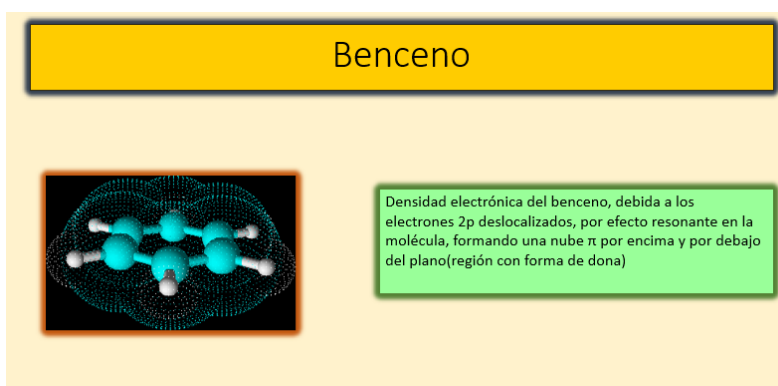 Benceno
Densidad electrónica del benceno, debida a los
electrones 2p deslocalizados, por efecto resonante en la
molécula, formando una nube π por encima y por debajo
del plano(región con forma de dona)